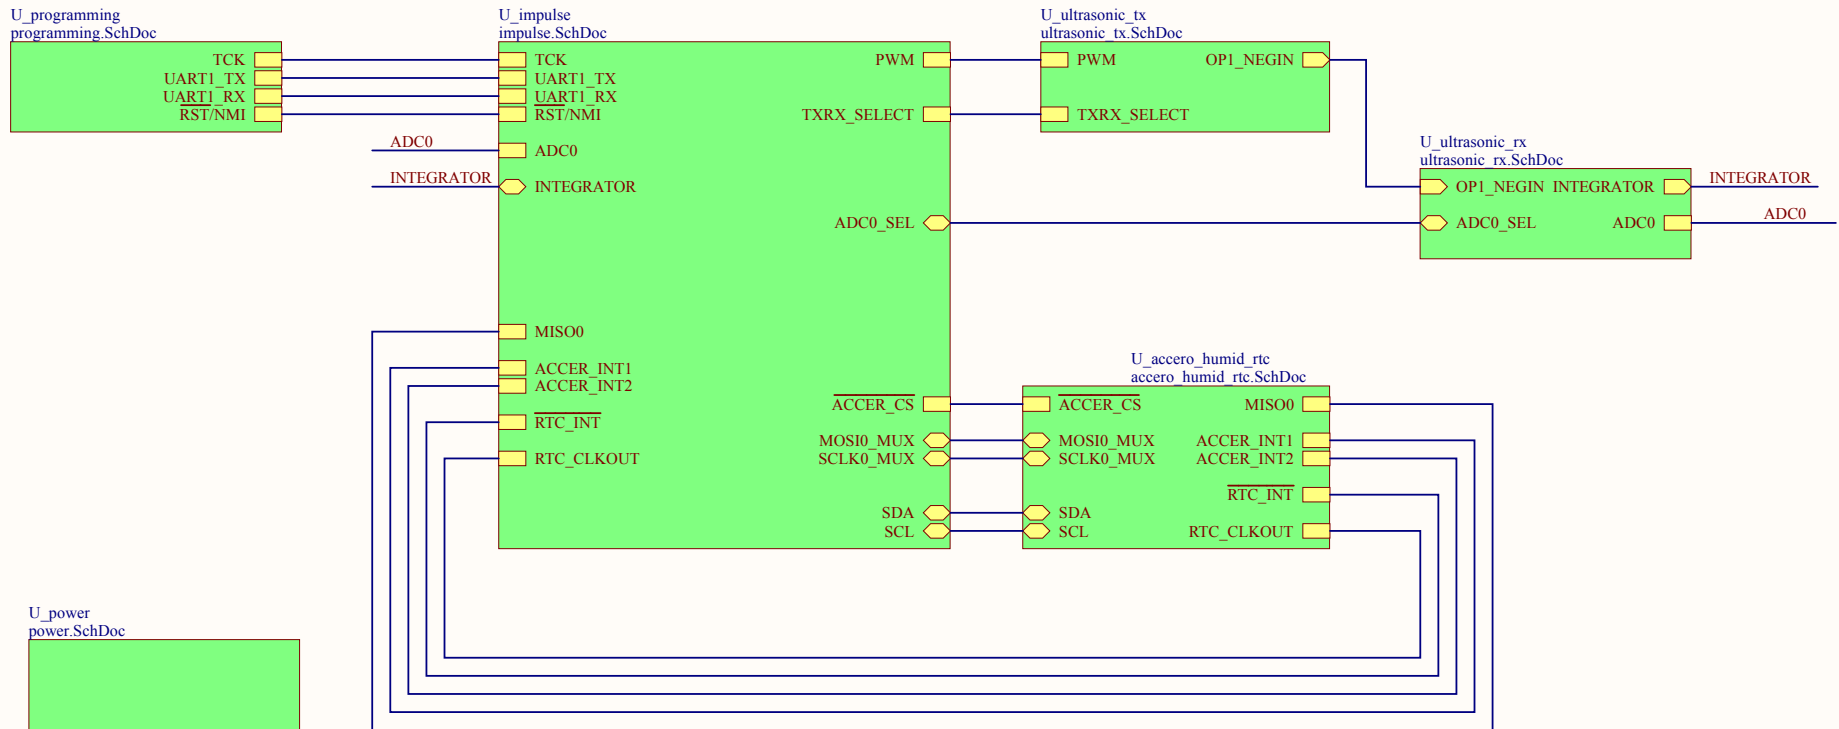 U_programming
programming.SchDoc
TCK
UART1_TX
UART1_RX
RST/NMI
U_impulse
impulse.SchDoc
TCK
UART1_TX
UART1_RX
RST/NMI
ADC0
ADC0
INTEGRATOR
INTEGRATOR
MISO0
ACCER_INT1
ACCER_INT2
RTC_INT
RTC_CLKOUT
PWM
TXRX_SELECT
ADC0_SEL
ACCER_CS
MOSI0_MUX
SCLK0_MUX
SDA
SCL
U_ultrasonic_tx
ultrasonic_tx.SchDoc
PWM
OP1_NEGIN
TXRX_SELECT
U_ultrasonic_rx
ultrasonic_rx.SchDoc
OP1_NEGIN INTEGRATOR
INTEGRATOR
ADC0_SEL
ADC0
ADC0
U_accero_humid_rtc
accero_humid_rtc.SchDoc
ACCER_CS
MISO0
MOSI0_MUX
ACCER_INT1
SCLK0_MUX
ACCER_INT2
RTC_INT
SDA
SCL
RTC_CLKOUT
U_power
power.SchDoc